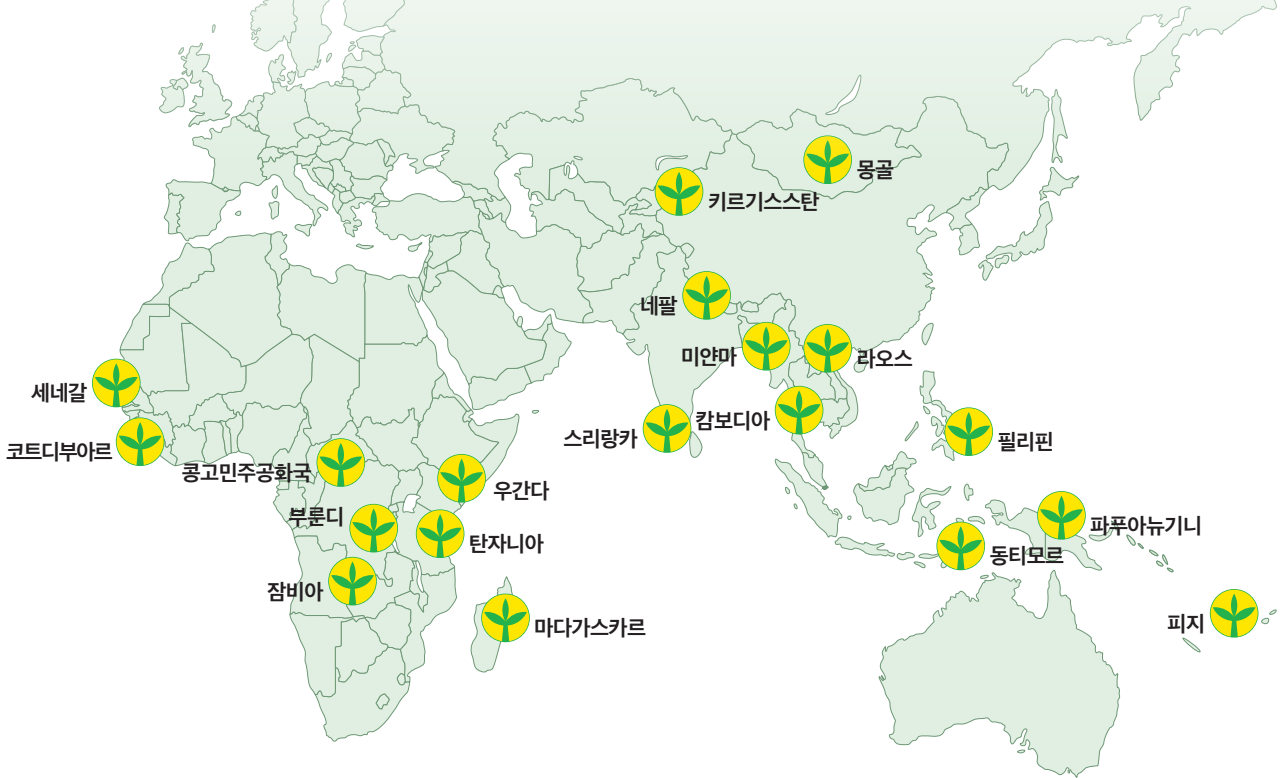 몽골
키르기스스탄
네팔
미얀마
라오스
세네갈
캄보디아
스리랑카
필리핀
코트디부아르
콩고민주공화국
우간다
부룬디
파푸아뉴기니
탄자니아
동티모르
잠비아
피지
마다가스카르